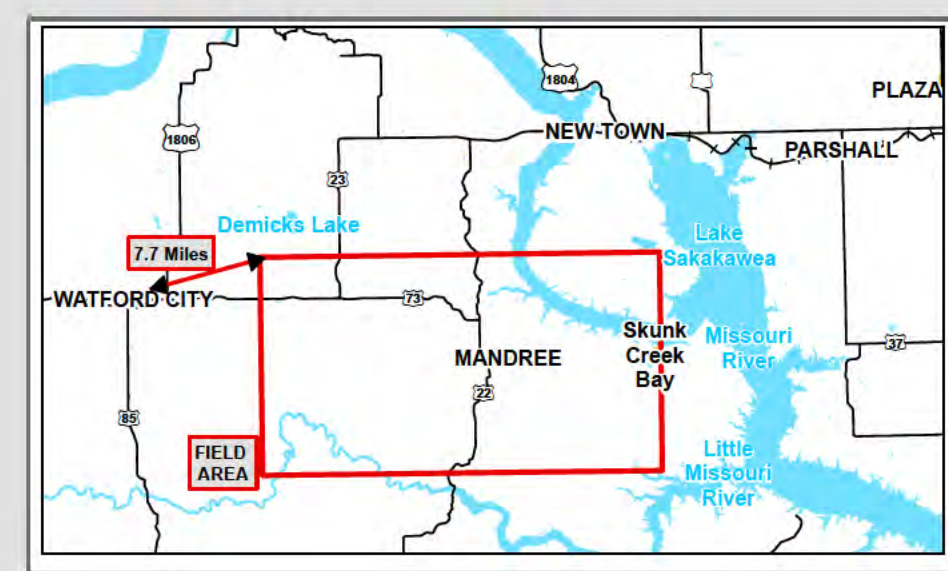 1804
PLAZA
1806
NEW TOWN
PARSHALL
23
Demicks Lake
7.7 Miles
Lake
Sakakawea
WATFORD CITY
73
Skunk
Creek
Bay
Missouri
River
37
MANDREE
22
85
FIELD
AREA
Little
Missouri
River